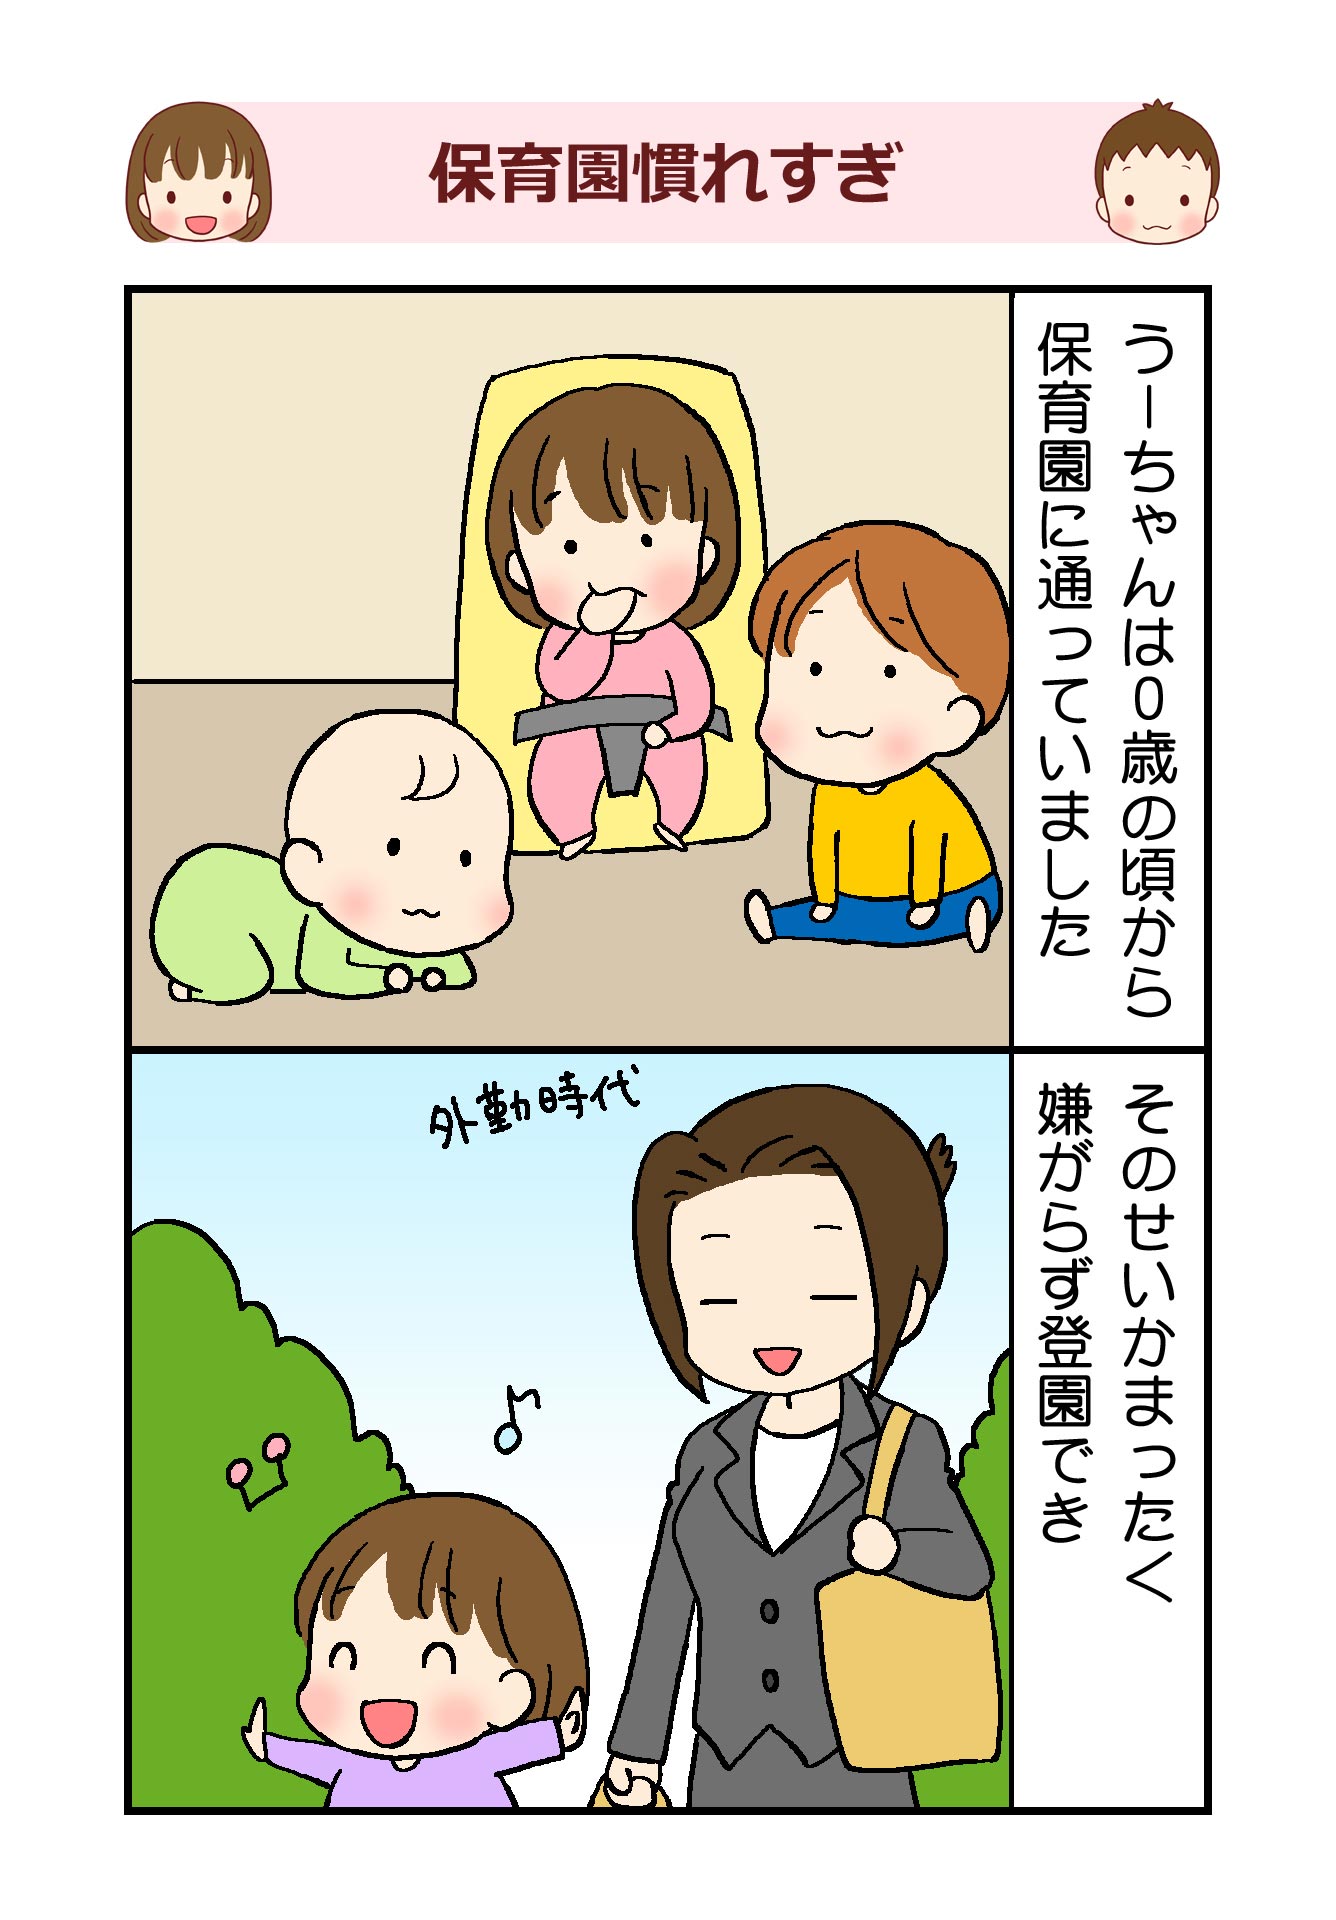 保育園慣れすぎ
うーちゃんは０歳の頃から
保育園に通っていました
そのせいかまったく
嫌がらず登園でき
外勤時代